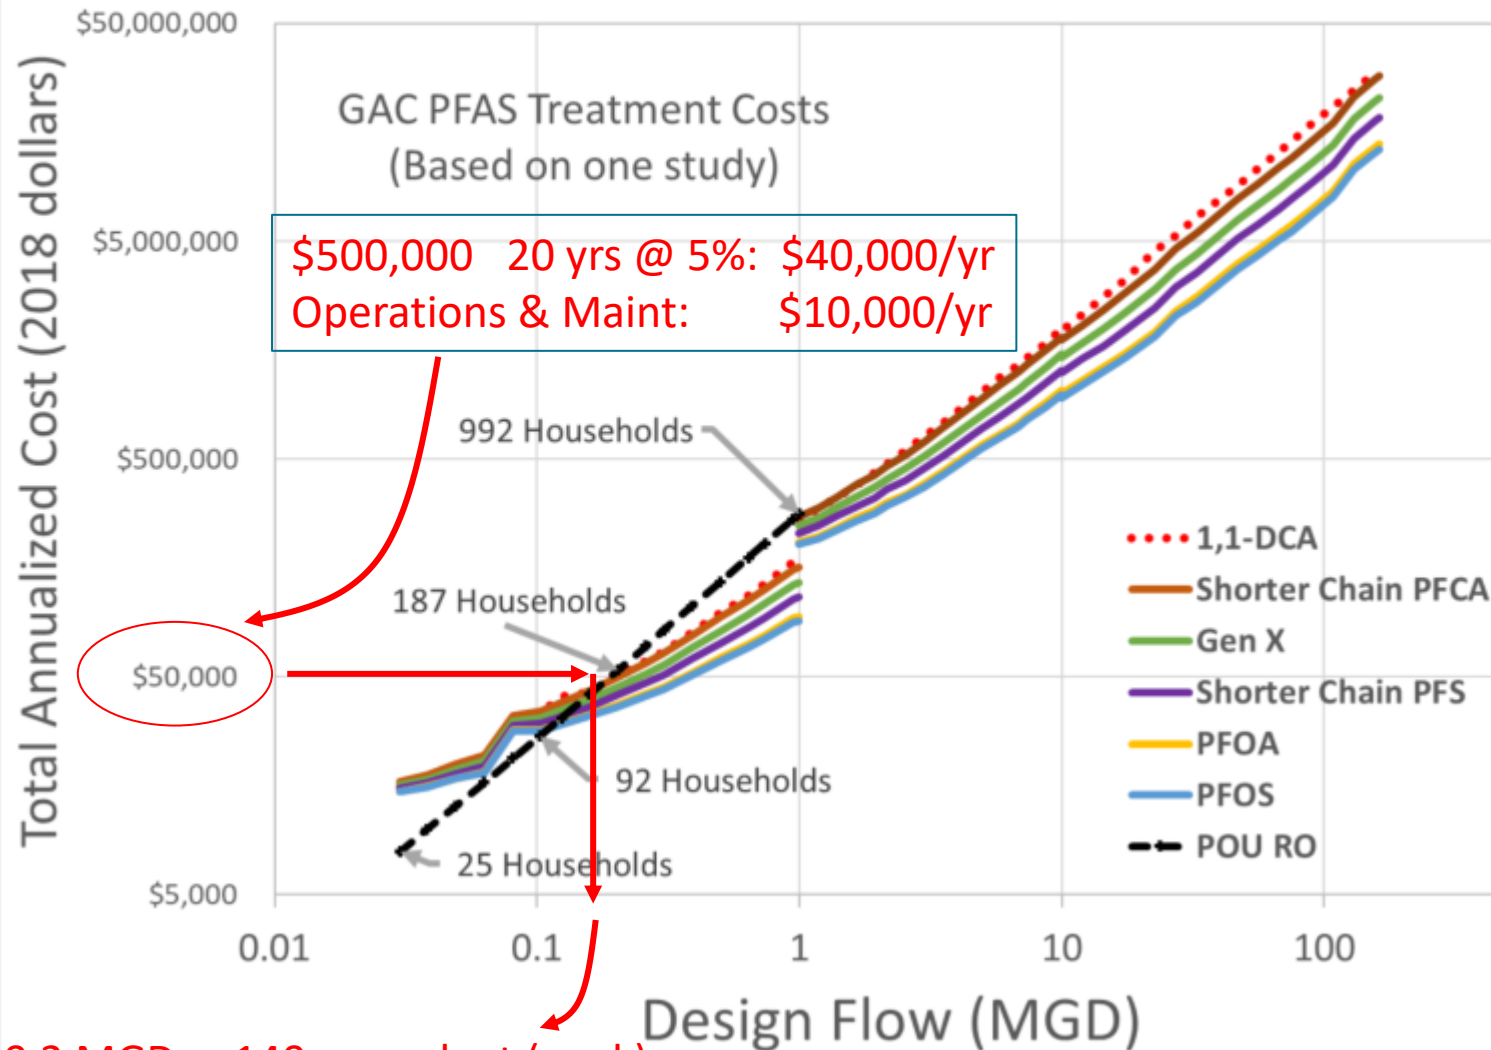 $50,000,000
GAC PFAS Treatment Costs
(Based on one study)
$5,000,000
$500,000 20 yrs @ 5%: $40,000/yr
Operations & Maint: $10,000/yr
Total Annualized Cost (2018 dollars)
992 Households
$500,000
1,1-DCA
Shorter Chain PFCA
187 Households
Gen X
$50,000
Shorter Chain PFS
PFOA
92 Households
PFOS
POU RO
25 Households
$5,000
0.01
0.1
1
10
100
Design Flow (MGD)